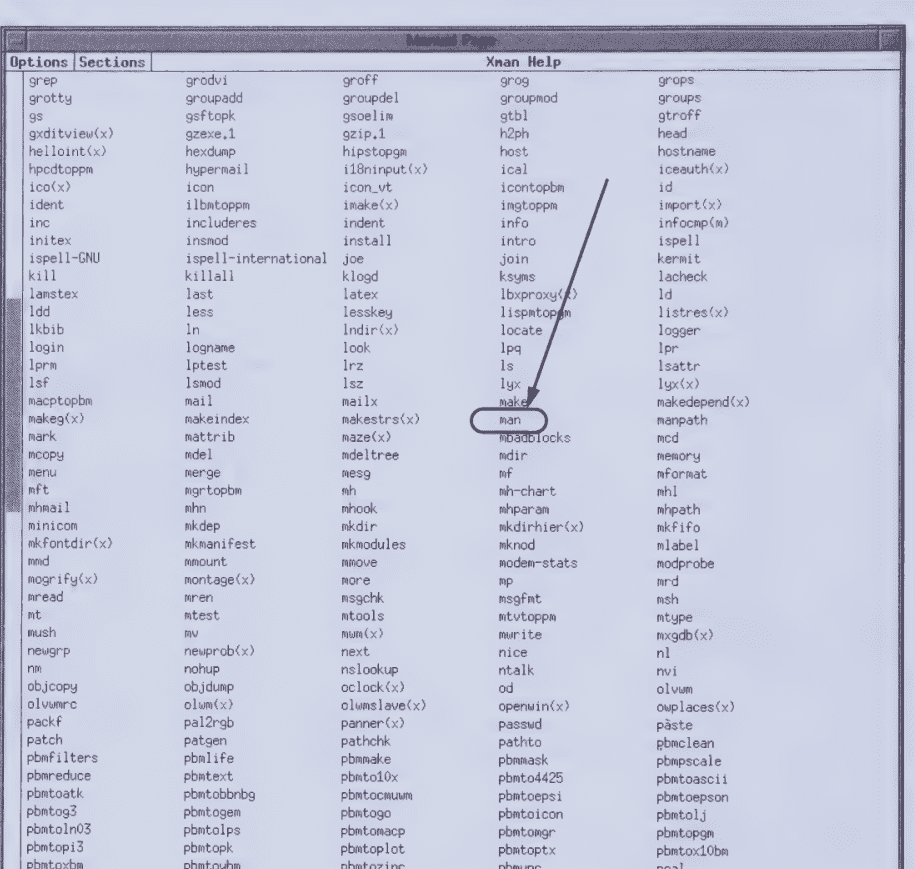 Manual Page
Options Sections Xman Help
grep grodvi groff grog grops
grotty groupadd groupdel groupmod groups
gs gsftopk gsoelim gtbl gtroff
gxditview(x) gzexe.1 gzip.1 h2ph head
helloint(x) hexdump hipstopgm host hostname
hpcdtoppm hypermail i18ninput(x) ical iceauth(x)
ico(x) icon icon_vt icontopbm id
ident ilbmtoppm imake(x) imgtoppm import(x)
inc includeres indent info infocmp(m)
initex insmod install intro ispell
ispell-GNU ispell-international joe join kermit
kill killall klogd ksyms lacheck
lamstex last latex lbxproxy(x) ld
ldd less lesskey lispmtopgm listres(x)
lkbib ln lndir(x) locate logger
login logname look lpq lpr
lprm lptest lrz ls lsattr
lsf lsmod lsz lyx lyx(x)
macptopbm mail mailx make makedepend(x)
makeg(x) makeindex makestrs(x) man manpath
mark mattrib maze(x) mbadblocks mcd
mcopy mdel mdeltree mdir memory
menu merge mesg mf mformat
mft mgrtopbm mh mh-chart mhl
mhmail mhn mhook mhparam mhpath
minicom mkdep mkdir mkdirhier(x) mkfifo
mkfontdir(x) mkmanifest mkmodules mknod mlabel
mmd mmount mmove modem-stats modprobe
mogrify(x) montage(x) more mp mrd
mread mren msgchk msgfmt msh
mt mtest mtools mtvtoppm mtype
mush mv mwm(x) mwrite mxgdb(x)
newgrp newprob(x) next nice nl
nm nohup nslookup ntalk nvi
objcopy objdump oclock(x) od olvwm
olvwmrc olwm(x) olwmslave(x) openwin(x) owplaces(x)
packf pal2rgb panner(x) passwd paste
patch patgen pathchk pathto pbmclean
pbmfilters pbmlife pbmmake pbmmask pbmpscale
pbmreduce pbmtext pbmto10x pbmto4425 pbmtoascii
pbmtoatk pbmtobbnbg pbmtocmuwm pbmtoepsi pbmtoepson
pbmtog3 pbmtogem pbmtogo pbmtoicon pbmtolj
pbmtoln03 pbmtolps pbmtomacp pbmtomgr pbmtopgm
pbmtopi3 pbmtopk pbmtoplot pbmtoptx pbmtox10bm
pbmtoxbm